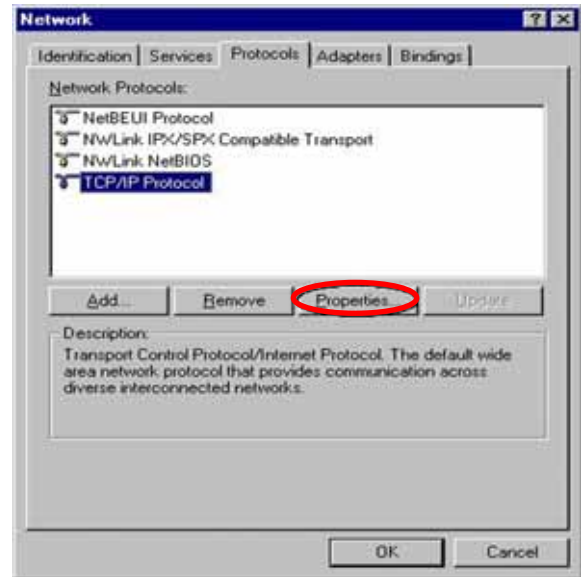 Network
Identification Services Protocols Adapters Bindings
Network Protocols:
NetBEUI Protocol
NWLink IPX/SPX Compatible Transport
NWLink NetBIOS
TCP/IP Protocol
Add... Remove Properties... Update
Description:
Transport Control Protocol/Internet Protocol. The default wide
area network protocol that provides communication across
diverse interconnected networks.
OK Cancel